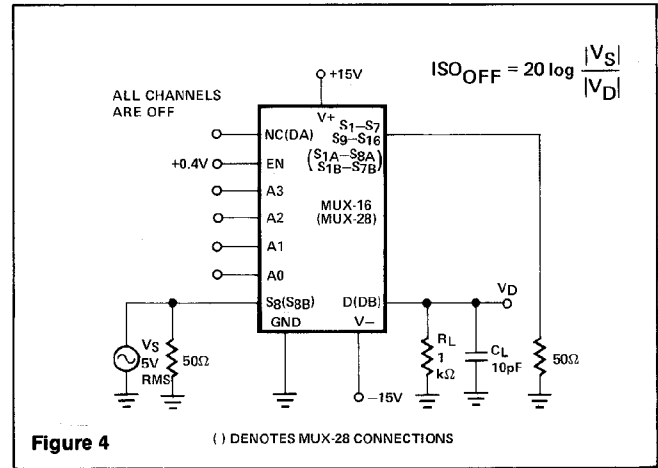 +15V
ISO_OFF = 20 log |V_S| / |V_D|
ALL CHANNELS
ARE OFF
V+
S1–S7
S9–S16
NC(DA)
(S1A–S8A)
(S1B–S7B)
+0.4V
EN
A3
MUX-16
(MUX-28)
A2
A1
A0
V_D
S8(S8B)
D(DB)
GND
V–
V_S
5V
RMS
50Ω
R_L
1
kΩ
C_L
10pF
50Ω
–15V
Figure 4
( ) DENOTES MUX-28 CONNECTIONS